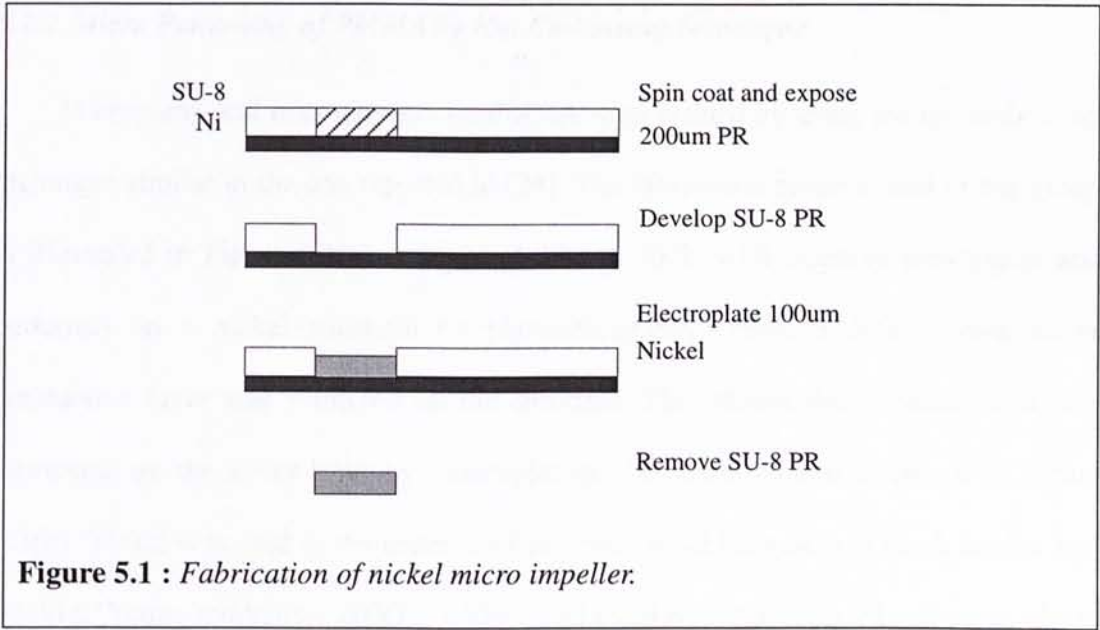 SU-8
Ni
Spin coat and expose
200um PR
Develop SU-8 PR
Electroplate 100um
Nickel
Remove SU-8 PR
Figure 5.1 : Fabrication of nickel micro impeller.